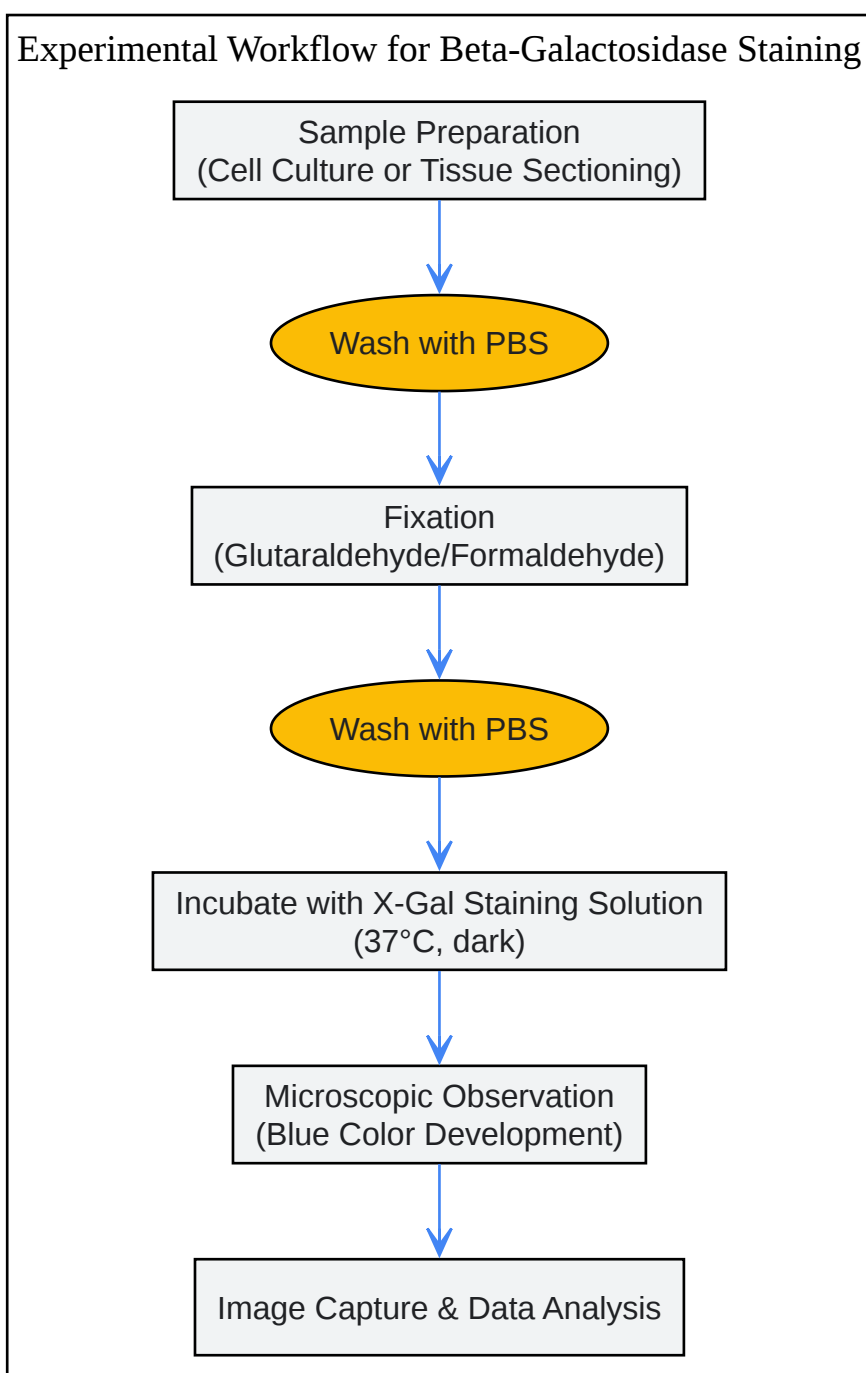 Experimental Workflow for Beta-Galactosidase Staining
Sample Preparation
(Cell Culture or Tissue Sectioning)
Wash with PBS
Fixation
(Glutaraldehyde/Formaldehyde)
Wash with PBS
Incubate with X-Gal Staining Solution
(37°C, dark)
Microscopic Observation
(Blue Color Development)
Image Capture & Data Analysis